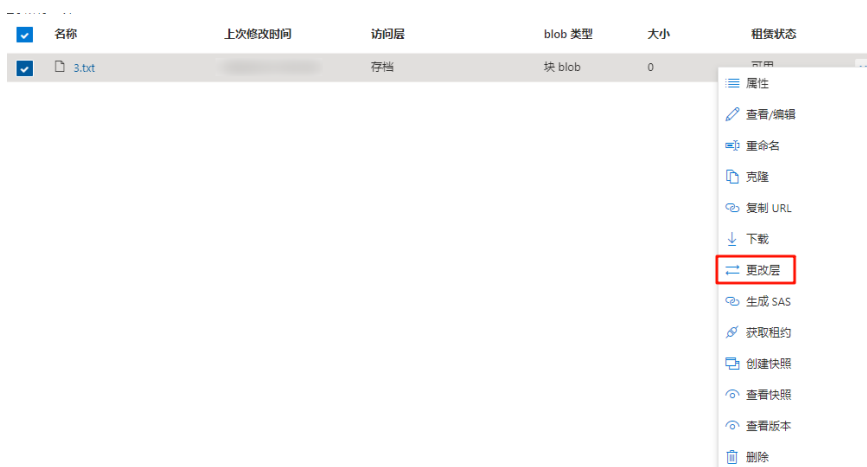 名称 上次修改时间 访问层 blob 类型 大小 租赁状态
3.txt 存档 块 blob 0 可用
属性
查看/编辑
重命名
克隆
复制 URL
下载
更改层
生成 SAS
获取租约
创建快照
查看快照
查看版本
删除